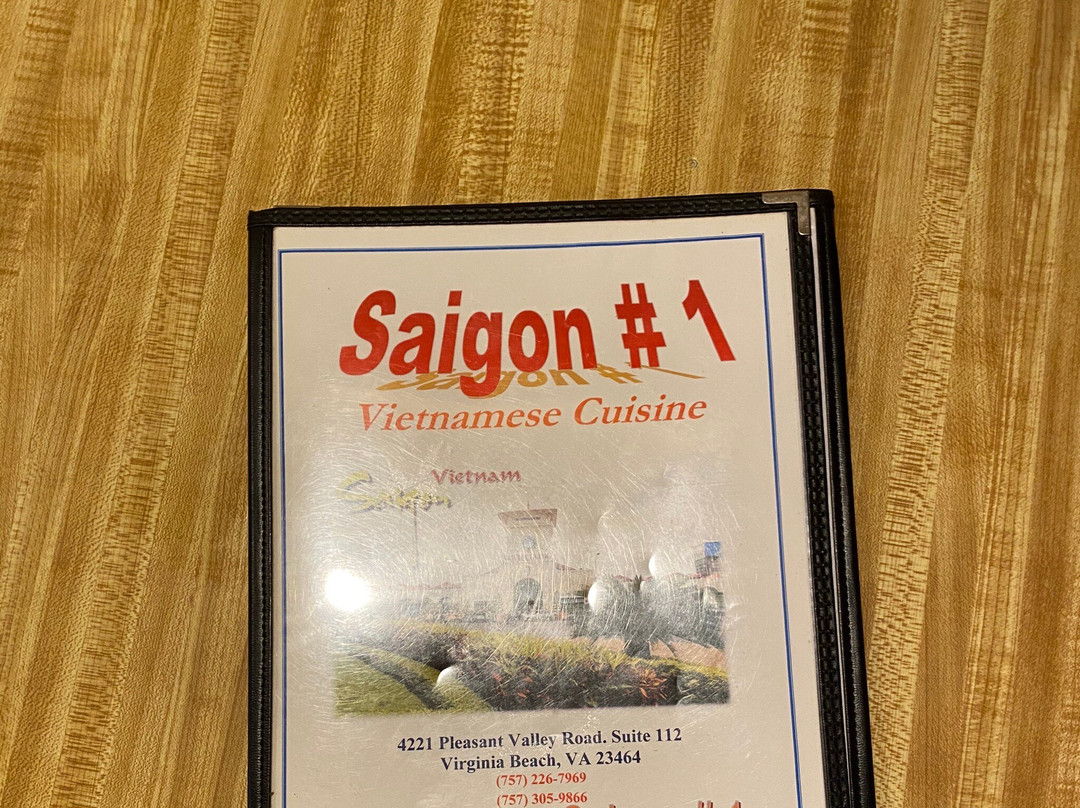 Saigon # 1
Vietnamese Cuisine
Vietnam
Saigon
4221 Pleasant Valley Road. Suite 112
Virginia Beach, VA 23464
(757) 226-7969
(757) 305-9866